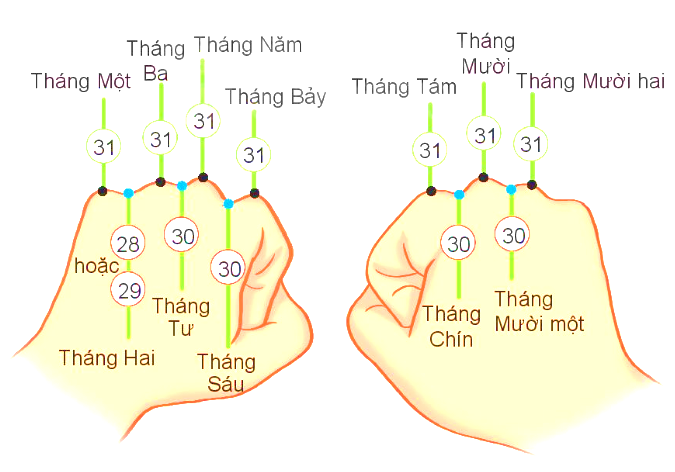 Tháng Một
31
Tháng
Ba
31
Tháng Năm
31
Tháng Bảy
31
28
hoặc
29
Tháng Hai
30
Tháng
Tư
30
Tháng
Sáu
Tháng Tám
31
Tháng
Mười
31
Tháng Mười hai
31
30
Tháng
Chín
30
Tháng
Mười một